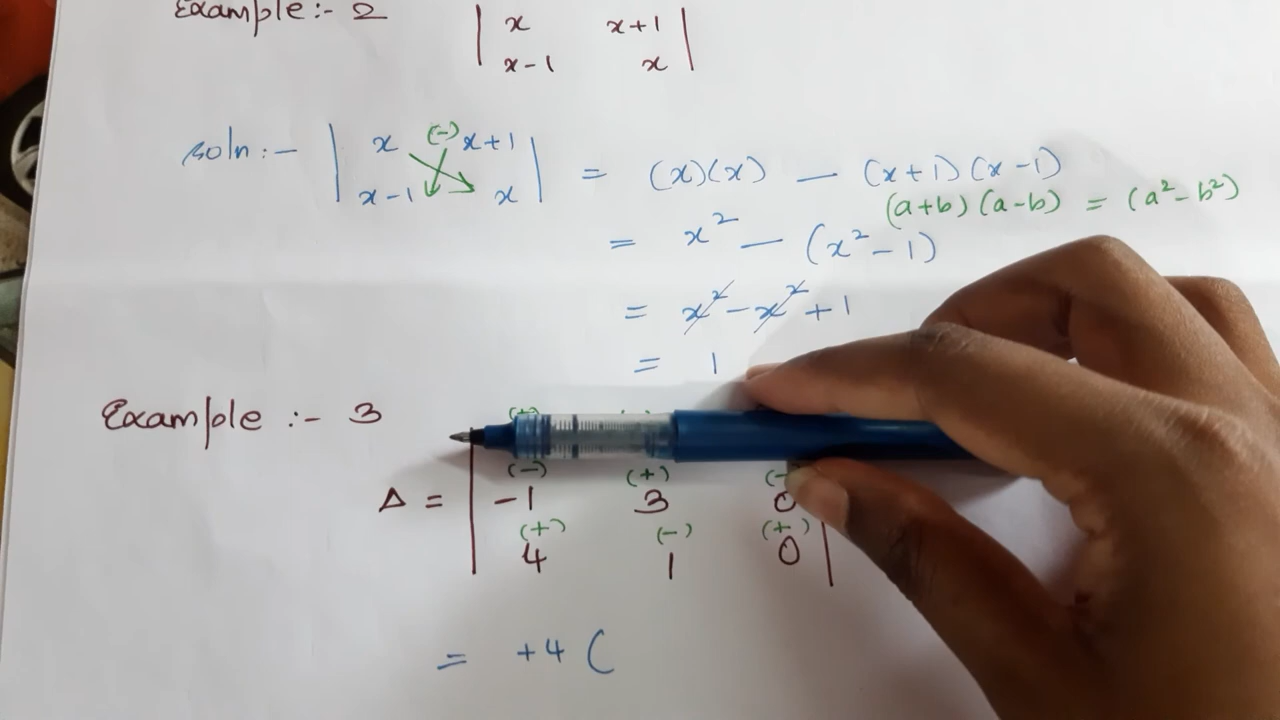 Example:- 2
| x x+1 |
| x-1 x |
soln:- | x (-) x+1 | = (x)(x) — (x+1)(x-1)
| x-1 x |
(a+b)(a-b) = (a²-b²)
= x² — (x²-1)
= x² - x² + 1
= 1
Example :- 3
(+)
(-) (+) (-)
Δ = | -1 3 0
(+) (-) (+)
4 1 0 |
= +4 (